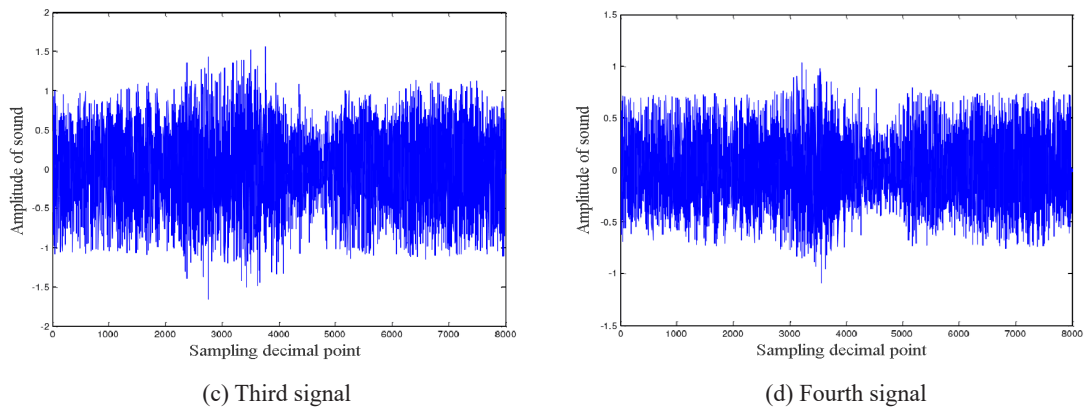 2
1.5
1
0.5
0
-0.5
-1
-1.5
-2
Amplitude of sound
0 1000 2000 3000 4000 5000 6000 7000 8000
Sampling decimal point
(c) Third signal
1.5
1
0.5
0
-0.5
-1
-1.5
Amplitude of sound
0 1000 2000 3000 4000 5000 6000 7000 8000
Sampling decimal point
(d) Fourth signal